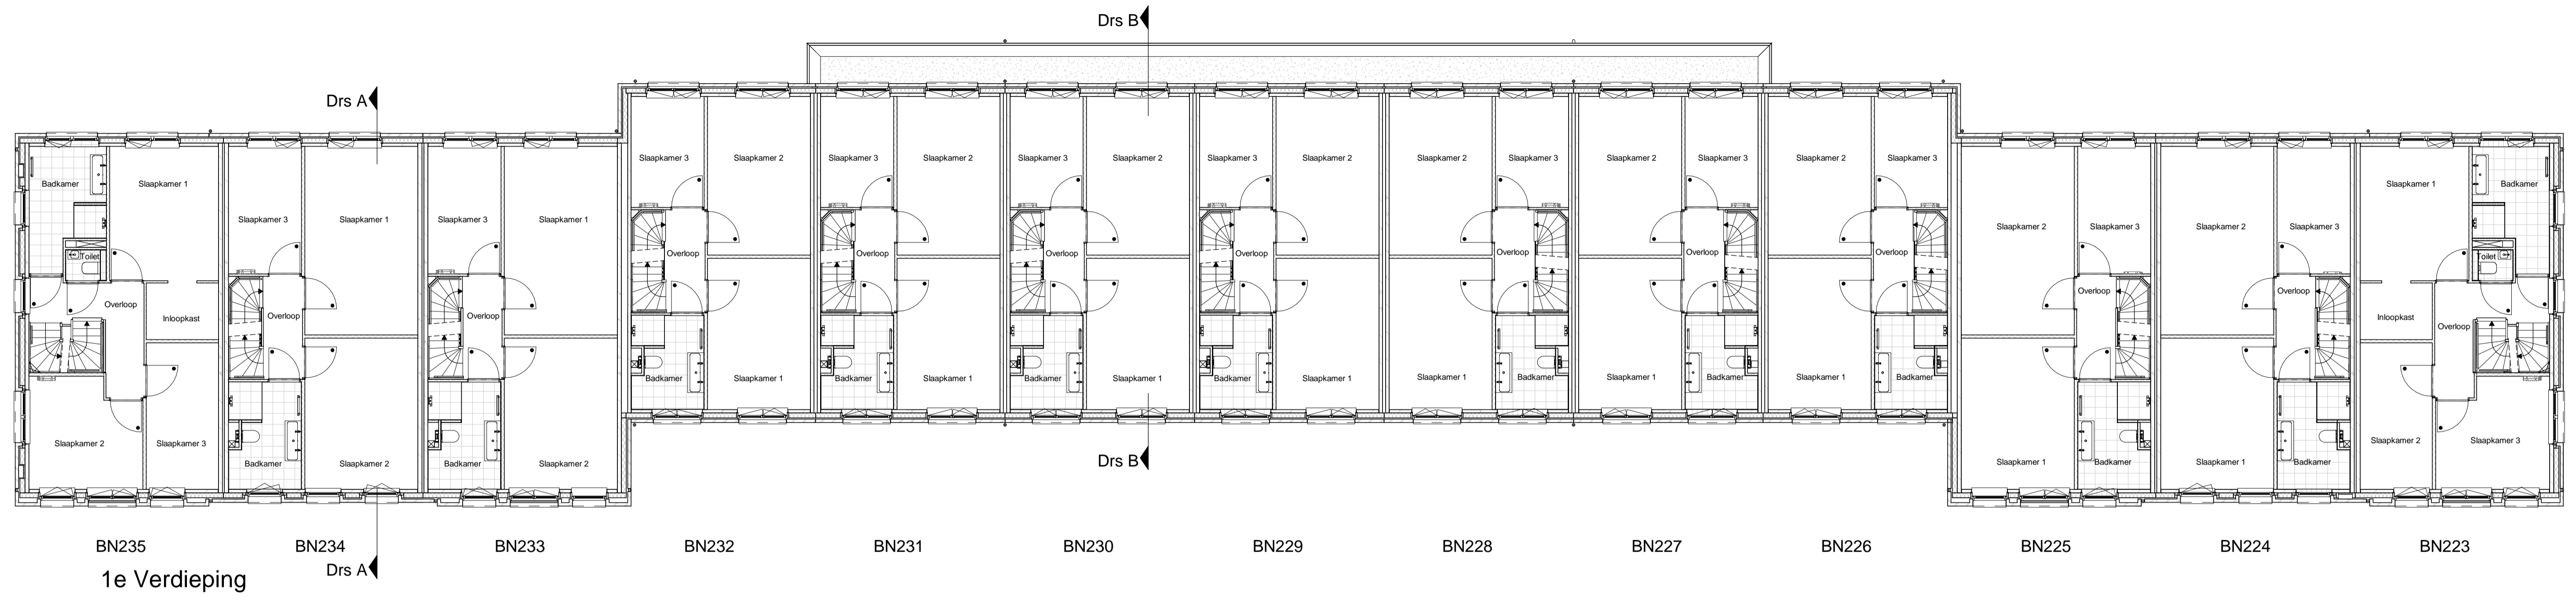 Drs B
Drs A
Slaapkamer 3 Slaapkamer 2 Slaapkamer 3 Slaapkamer 2 Slaapkamer 3 Slaapkamer 2 Slaapkamer 3 Slaapkamer 2 Slaapkamer 2 Slaapkamer 3 Slaapkamer 2 Slaapkamer 3 Slaapkamer 2 Slaapkamer 3
Badkamer Slaapkamer 1 Slaapkamer 1 Badkamer
Slaapkamer 3 Slaapkamer 1 Slaapkamer 3 Slaapkamer 1 Slaapkamer 2 Slaapkamer 3 Slaapkamer 2 Slaapkamer 3
Toilet Overloop Overloop Overloop Overloop Overloop Overloop Overloop Toilet
Overloop Overloop Overloop Overloop
Inloopkast Overloop Overloop Inloopkast
Badkamer Slaapkamer 1 Badkamer Slaapkamer 1 Badkamer Slaapkamer 1 Badkamer Slaapkamer 1 Slaapkamer 1 Badkamer Slaapkamer 1 Badkamer Slaapkamer 1 Badkamer
Slaapkamer 2 Slaapkamer 3 Slaapkamer 2 Slaapkamer 3
Badkamer Slaapkamer 2 Badkamer Slaapkamer 2 Slaapkamer 1 Badkamer Slaapkamer 1 Badkamer
Drs B
BN235 BN234 BN233 BN232 BN231 BN230 BN229 BN228 BN227 BN226 BN225 BN224 BN223
Drs A
1e Verdieping